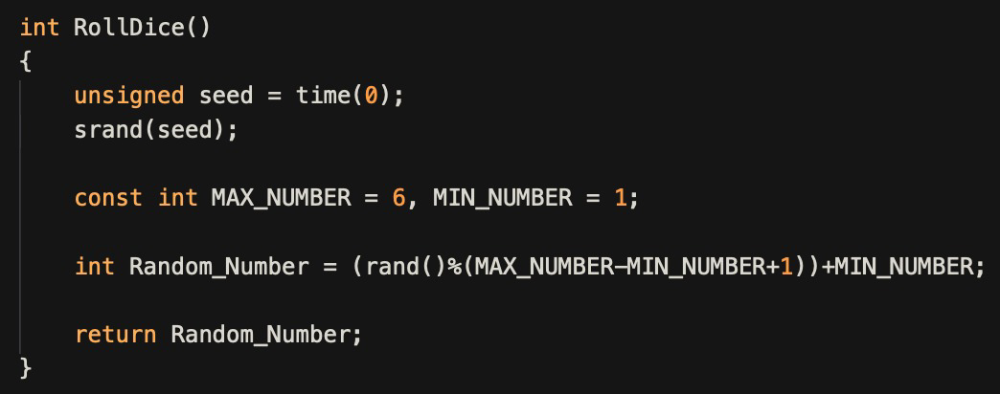 int RollDice()
{
    unsigned seed = time(0);
    srand(seed);

    const int MAX_NUMBER = 6, MIN_NUMBER = 1;

    int Random_Number = (rand()%(MAX_NUMBER-MIN_NUMBER+1))+MIN_NUMBER;

    return Random_Number;
}